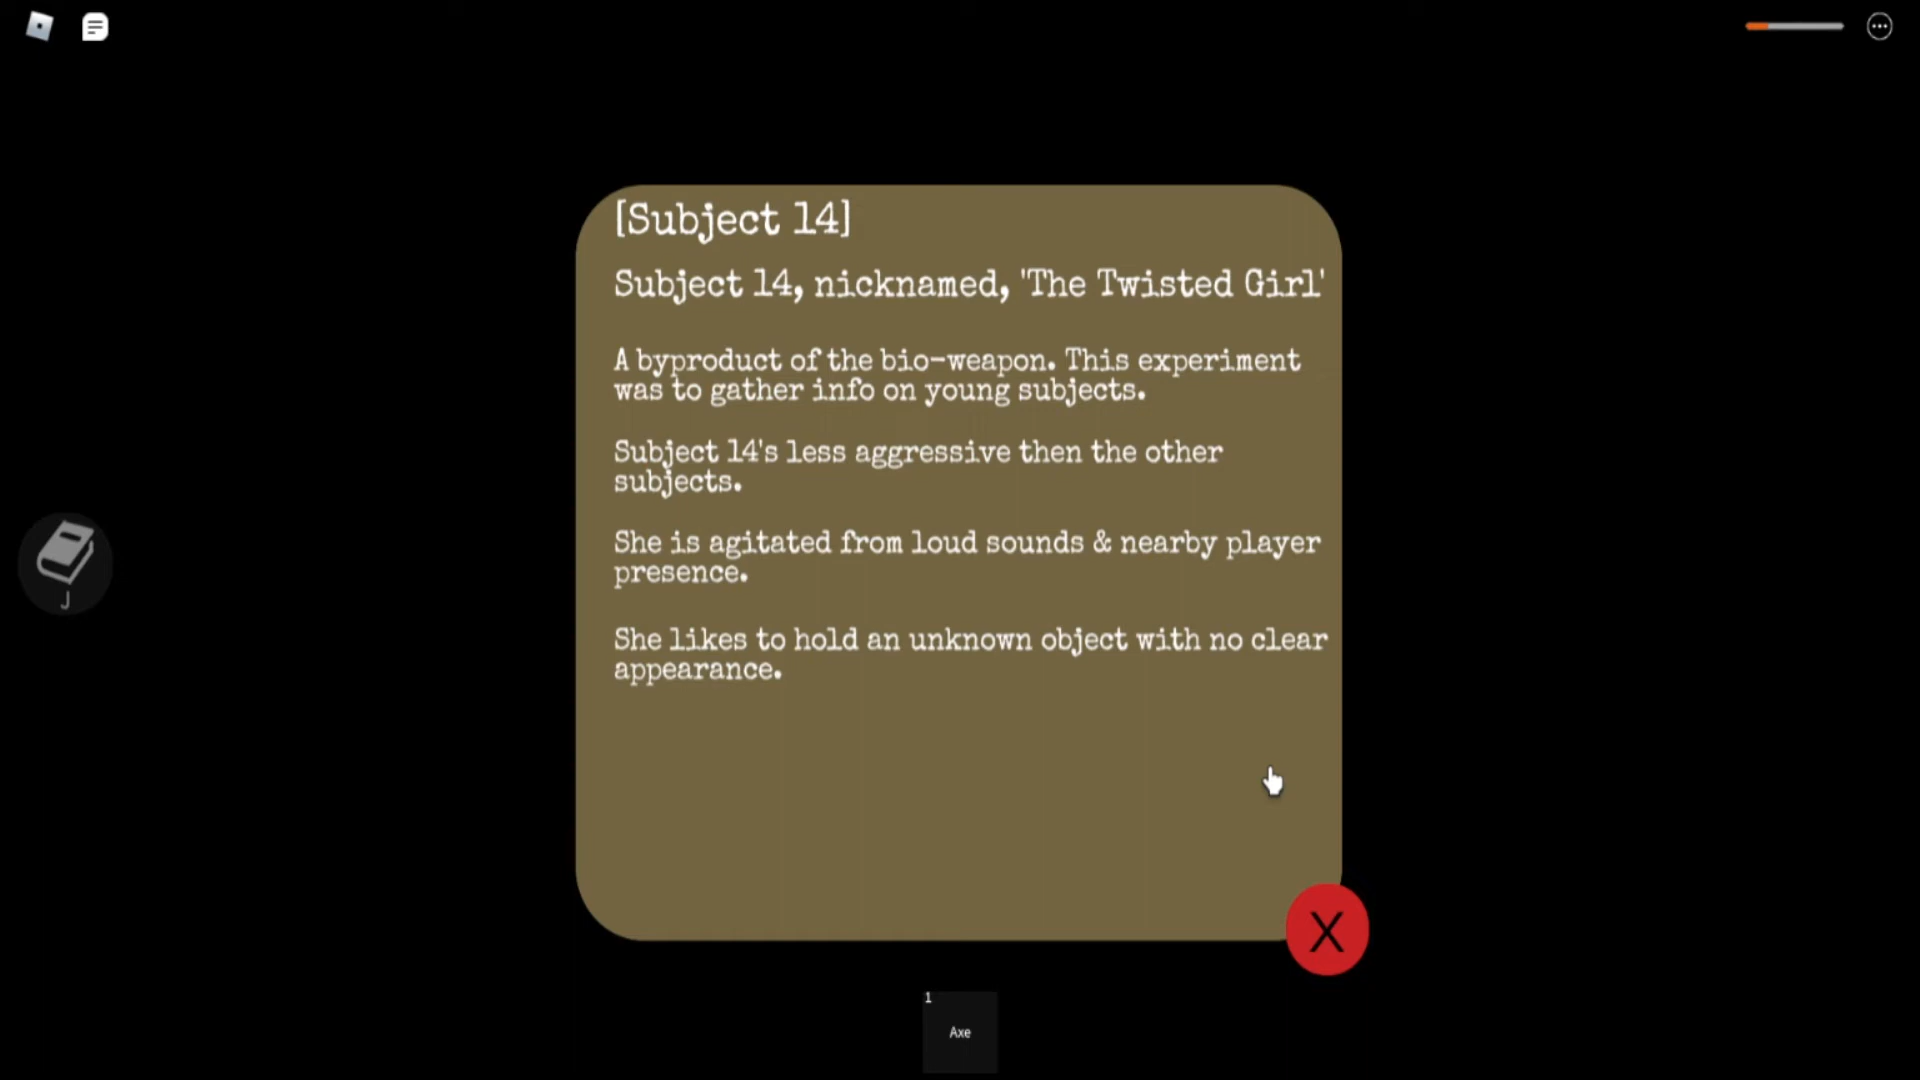 [Subject 14]
Subject 14, nicknamed, 'The Twisted Girl'
A byproduct of the bio-weapon. This experiment
was to gather info on young subjects.
Subject 14's less aggressive then the other
subjects.
She is agitated from loud sounds & nearby player
presence.
She likes to hold an unknown object with no clear
appearance.
J
X
1
Axe